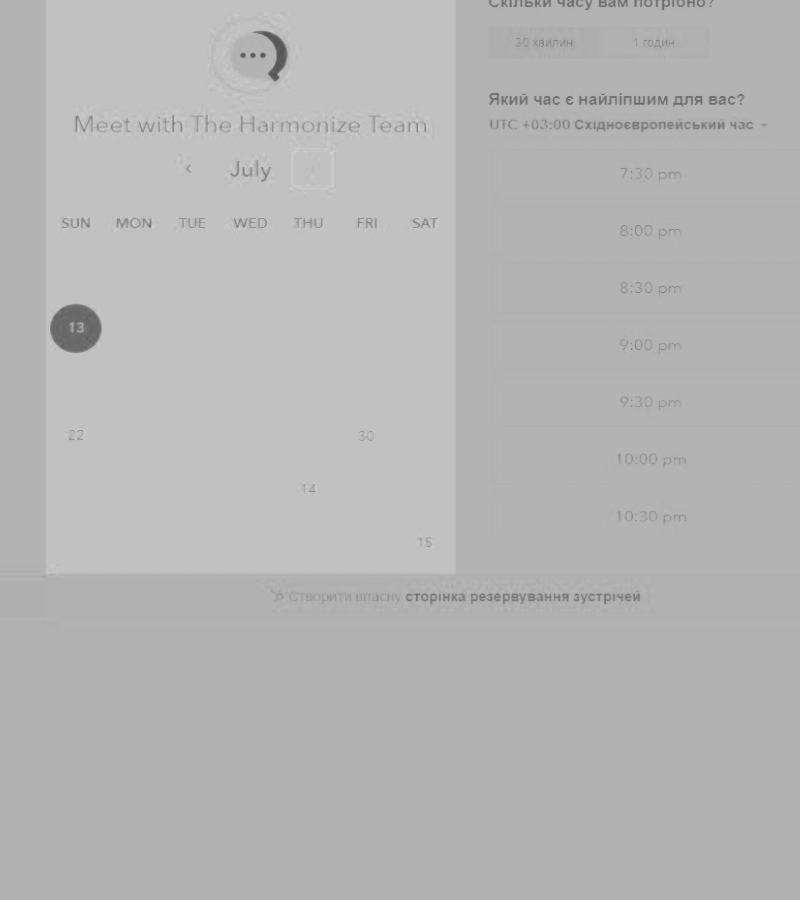 Meet with The Harmonize Team
‹ July
SUN MON TUE WED THU FRI SAT
13
22 30
14
15
Скільки часу вам потрібно?
30 хвилин 1 годин
Який час є найліпшим для вас?
UTC +03:00 Східноєвропейський час
7:30 pm
8:00 pm
8:30 pm
9:00 pm
9:30 pm
10:00 pm
10:30 pm
Створити власну сторінка резервування зустрічей